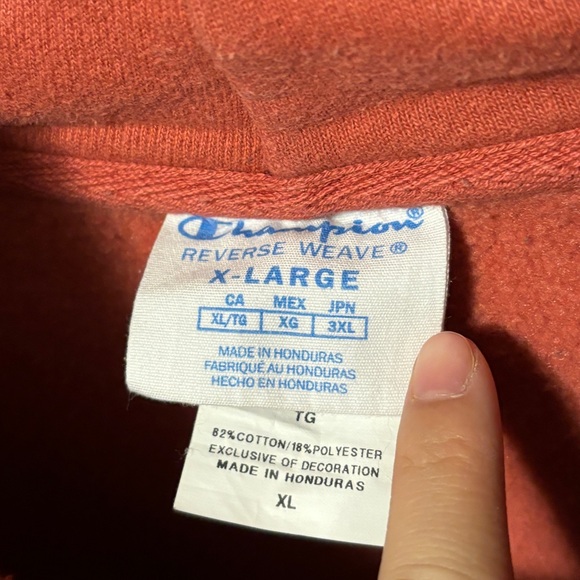 Champion®
REVERSE WEAVE®
X-LARGE
CA MEX JPN
XL/TG XG 3XL
MADE IN HONDURAS
FABRIQUÉ AU HONDURAS
HECHO EN HONDURAS
TG
82%COTTON/18%POLYESTER
EXCLUSIVE OF DECORATION
MADE IN HONDURAS
XL